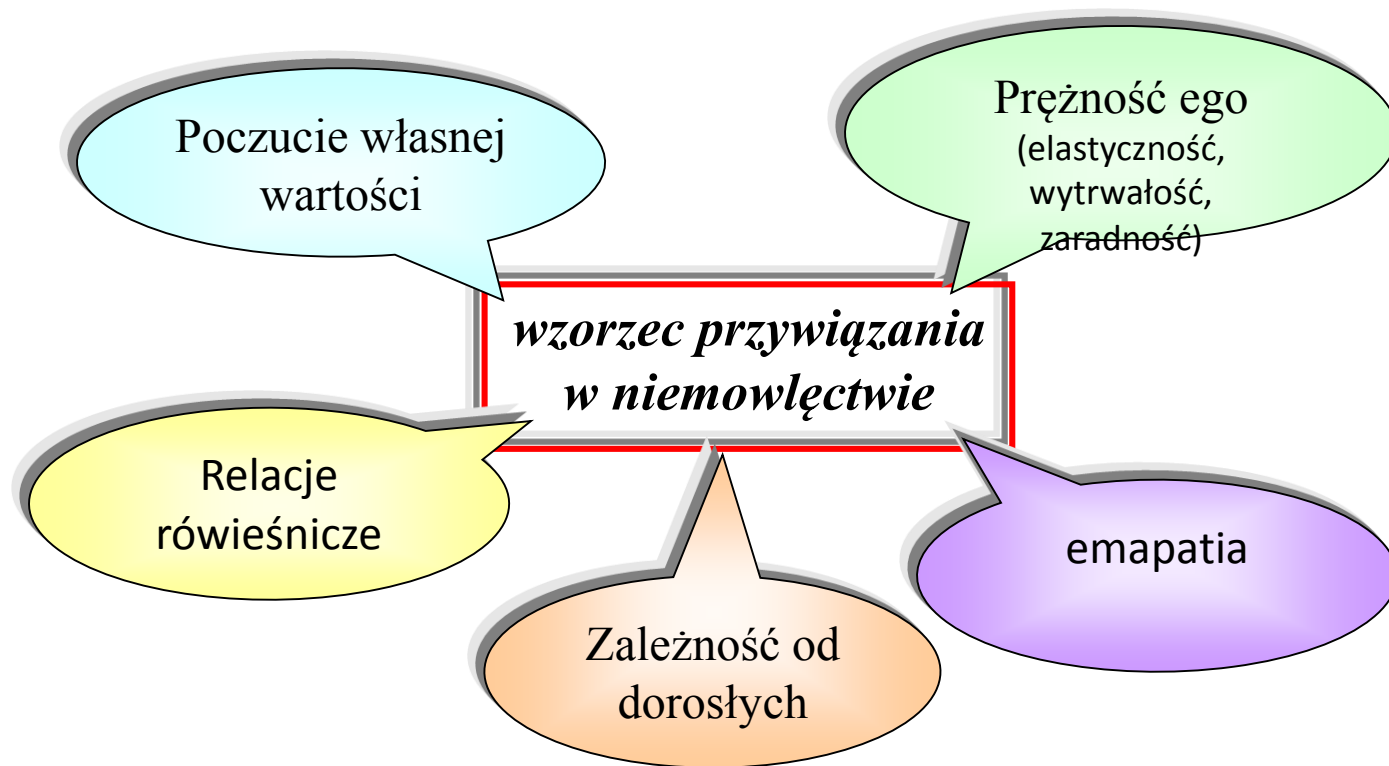 Poczucie własnej
wartości
Prężność ego
(elastyczność,
wytrwałość,
zaradność)
wzorzec przywiązania
w niemowlęctwie
Relacje
rówieśnicze
emapatia
Zależność od
dorosłych